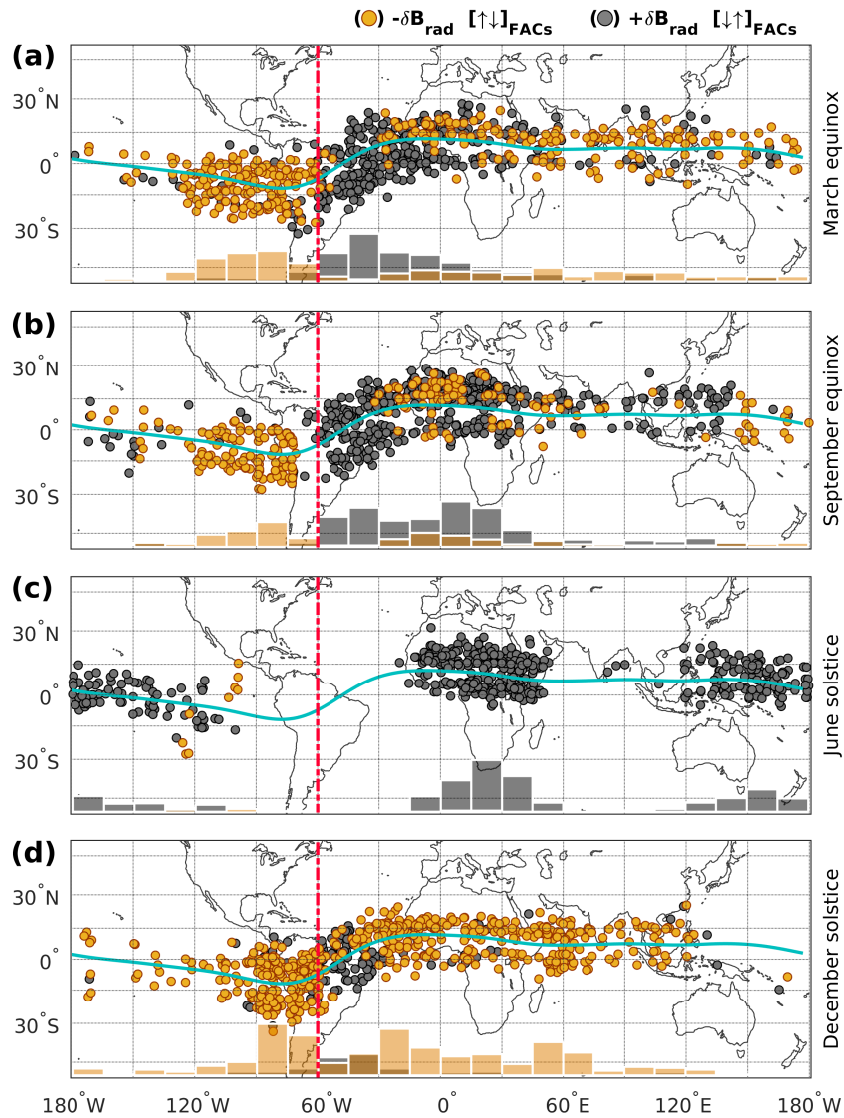 (●) -δB_rad [↑↓]_FACs (●) +δB_rad [↓↑]_FACs
(a)
30°N
0°
30°S
March equinox
(b)
30°N
0°
30°S
September equinox
(c)
30°N
0°
30°S
June solstice
(d)
30°N
0°
30°S
December solstice
180°W 120°W 60°W 0° 60°E 120°E 180°W